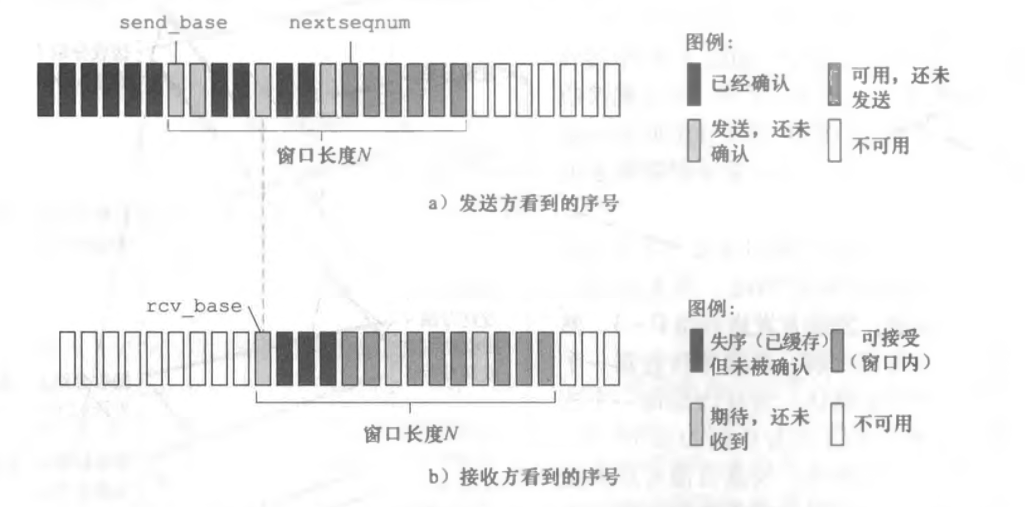 send_base nextseqnum
图例:
已经确认
可用，还未
发送
发送，还未
确认
不可用
窗口长度N
a）发送方看到的序号
rcv_base
图例:
失序（已缓存）
但未被确认
可接受
（窗口内）
期待，还未
收到
不可用
窗口长度N
b）接收方看到的序号